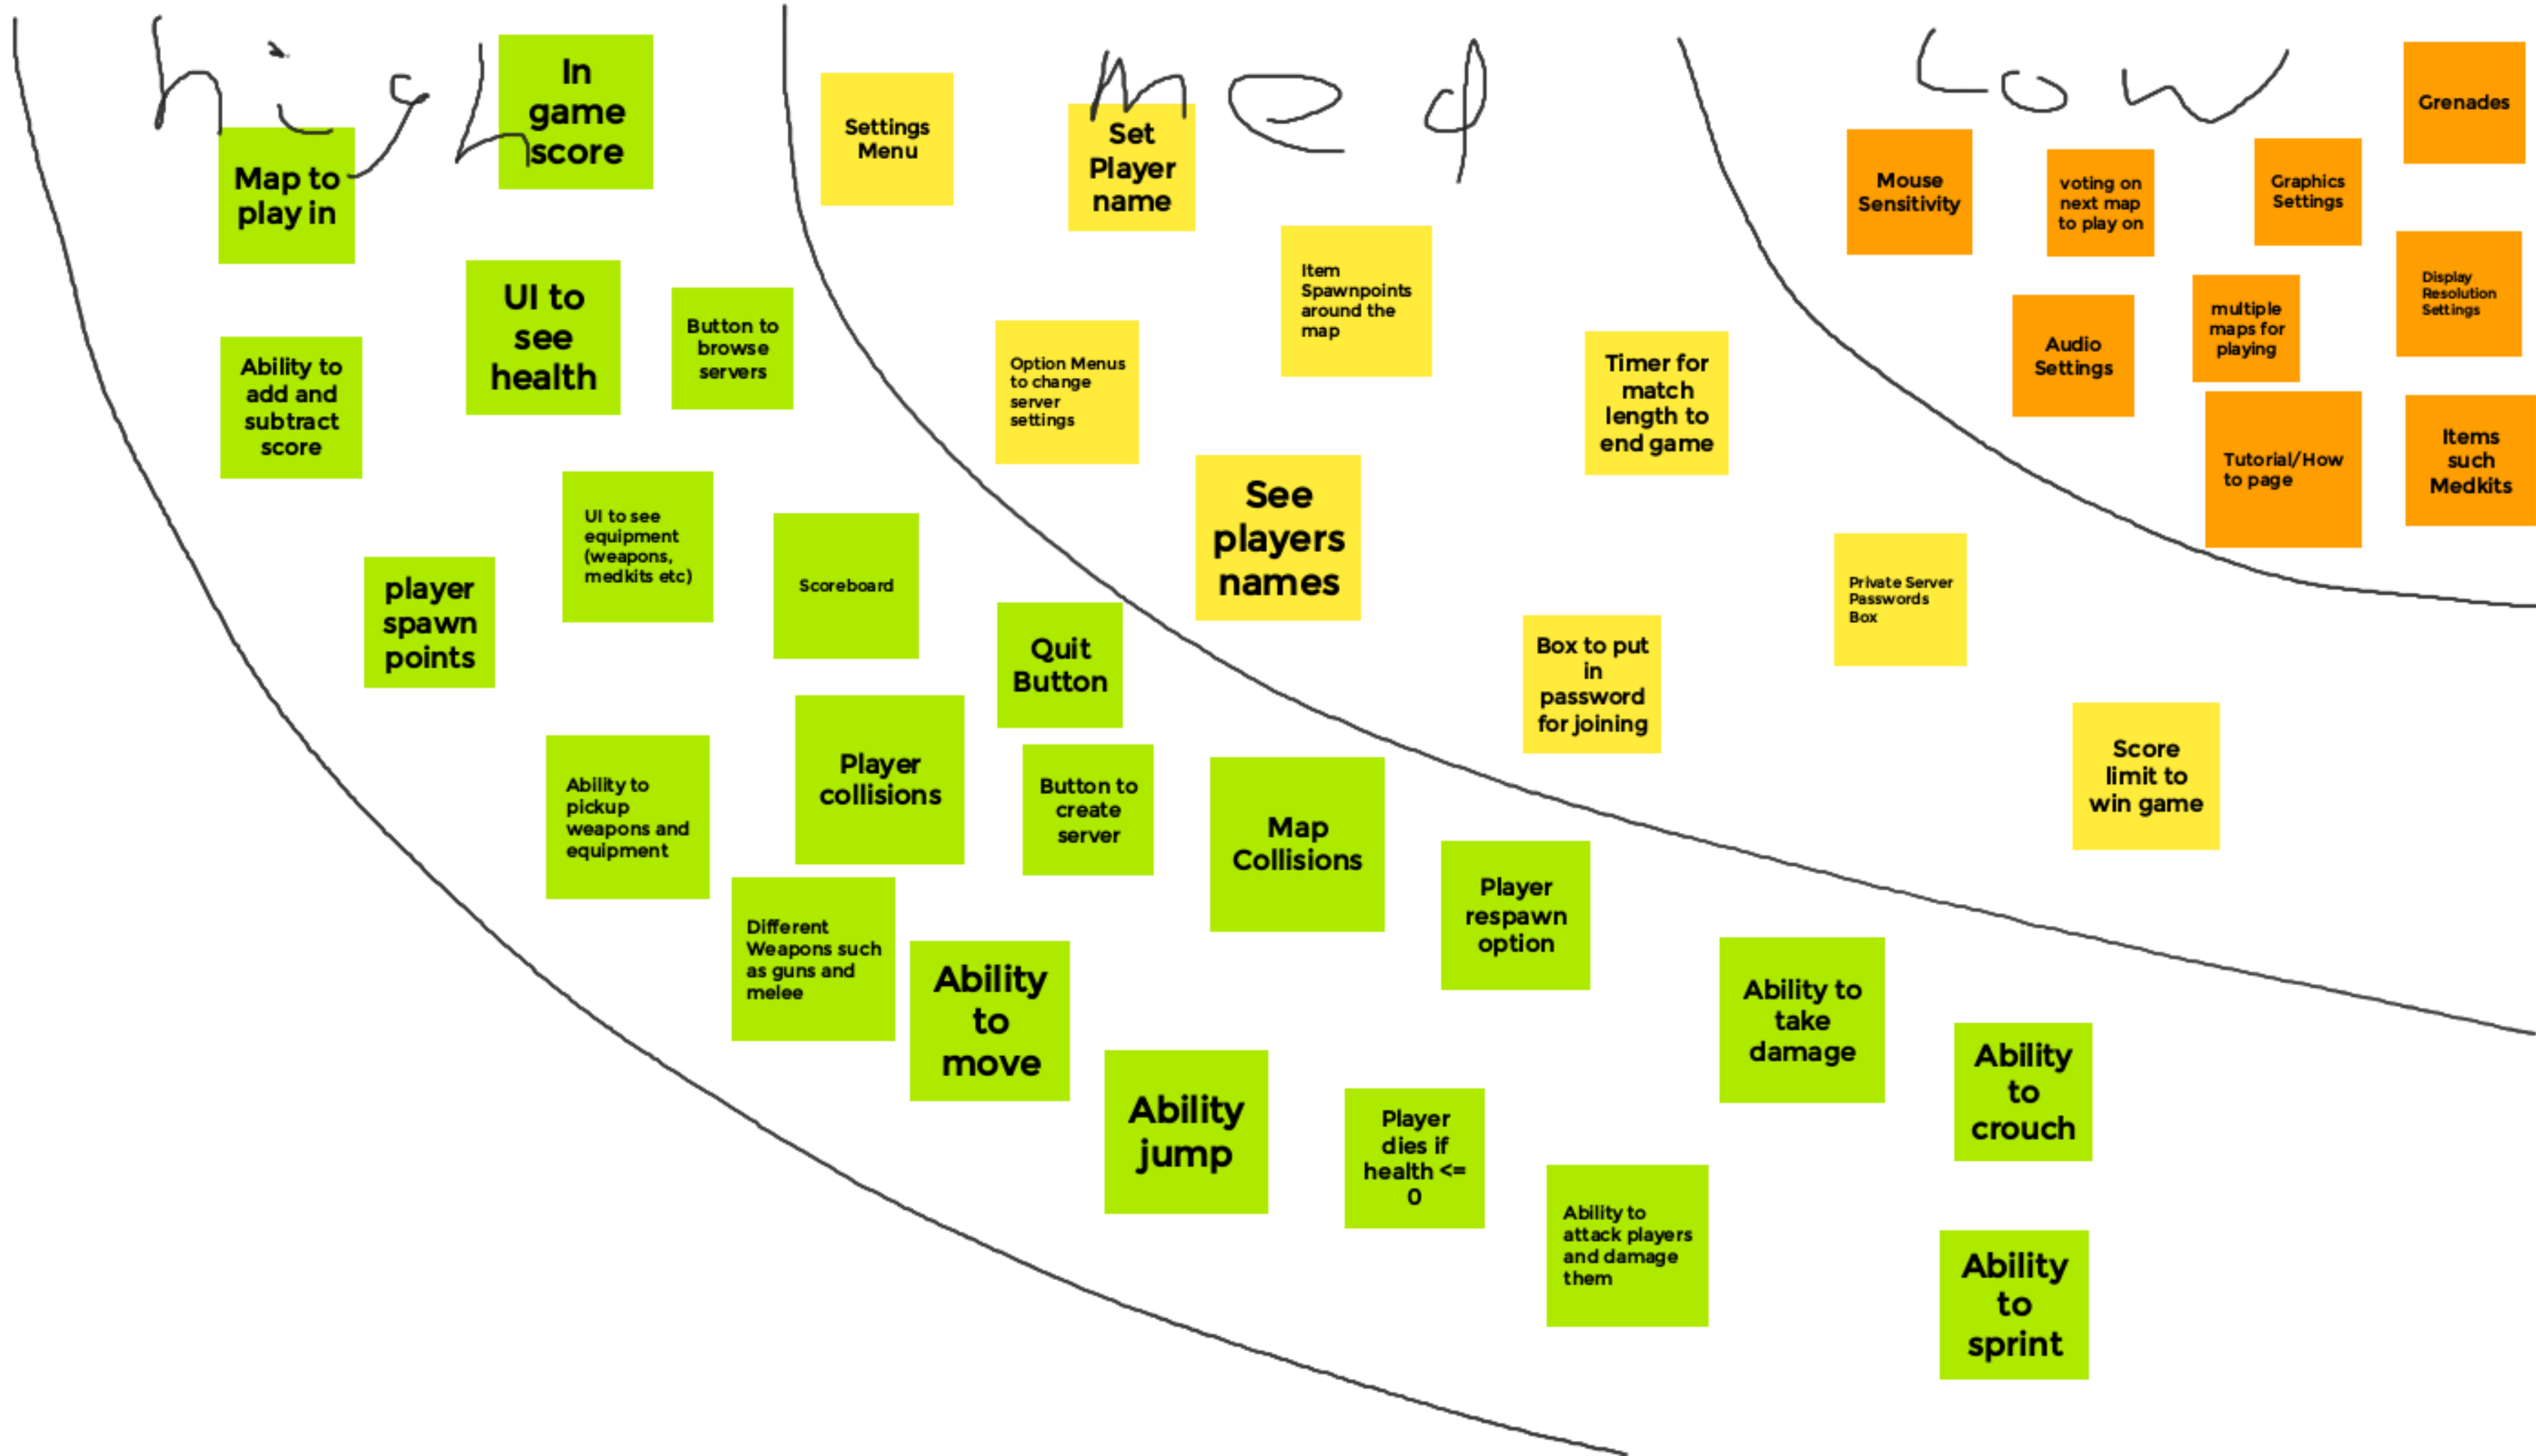 high
med
Low
In
game
score
Map to
play in
UI to
see
health
Button to
browse
servers
Ability to
add and
subtract
score
UI to see
equipment
(weapons,
medkits etc)
Scoreboard
player
spawn
points
Quit
Button
Ability to
pickup
weapons and
equipment
Player
collisions
Button to
create
server
Map
Collisions
Player
respawn
option
Different
Weapons such
as guns and
melee
Ability
to
move
Ability
jump
Player
dies if
health <=
0
Ability to
attack players
and damage
them
Ability to
take
damage
Ability
to
crouch
Ability
to
sprint
Settings
Menu
Set
Player
name
Item
Spawnpoints
around the
map
Option Menus
to change
server
settings
Timer for
match
length to
end game
See
players
names
Private Server
Passwords
Box
Box to put
in
password
for joining
Score
limit to
win game
Grenades
Mouse
Sensitivity
voting on
next map
to play on
Graphics
Settings
Display
Resolution
Settings
Audio
Settings
multiple
maps for
playing
Tutorial/How
to page
Items
such
Medkits